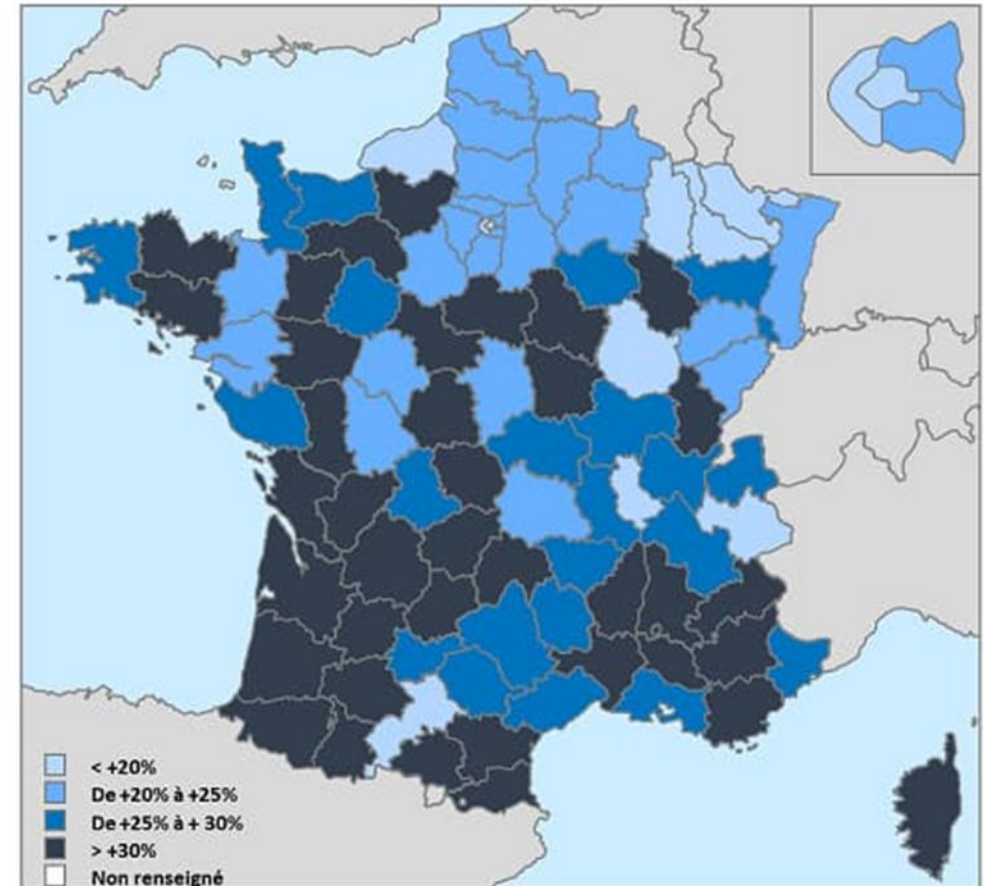 < +20%
De +20% à +25%
De +25% à + 30%
> +30%
Non renseigné